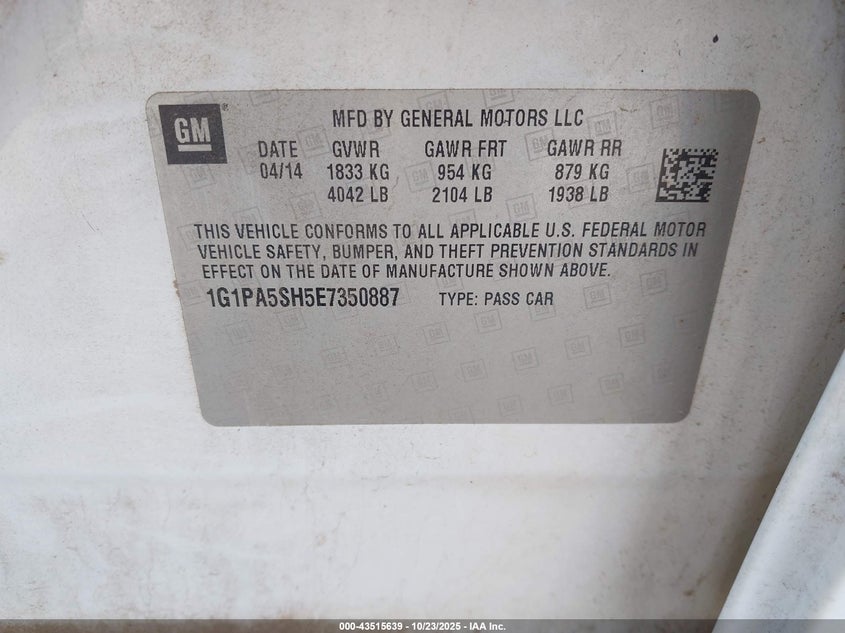 GM ® MFD BY GENERAL MOTORS LLC
DATE GVWR GAWR FRT GAWR RR
04/14 1833 KG 954 KG 879 KG
4042 LB 2104 LB 1938 LB
THIS VEHICLE CONFORMS TO ALL APPLICABLE U.S. FEDERAL MOTOR
VEHICLE SAFETY, BUMPER, AND THEFT PREVENTION STANDARDS IN
EFFECT ON THE DATE OF MANUFACTURE SHOWN ABOVE.
1G1PA5SH5E7350887 TYPE: PASS CAR
000-43515639 - 10/23/2025 - IAA Inc.